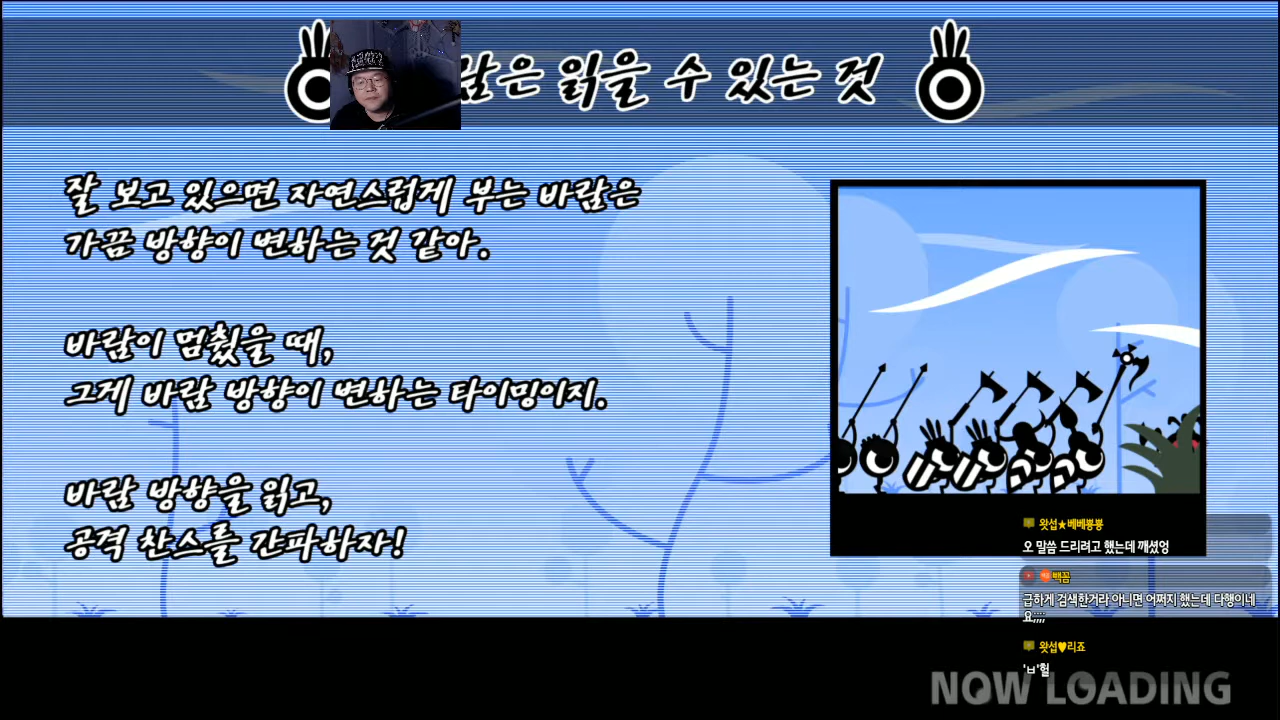 람은 읽을 수 있는 것
잘 보고 있으면 자연스럽게 부는 바람은
가끔 방향이 변하는 것 같아.
바람이 멈췄을 때,
그게 바람 방향이 변하는 타이밍이지.
바람 방향을 읽고,
공격 찬스를 간파하자!
왓섭★베베뿅뿅
오 말씀 드리려고 했는데 깨셨엉
백꼼
급하게 검색한거라 아니면 어쩌지 했는데 다행이네
요;;;;
왓섭♥리죠
'ㅂ'헐
NOW LOADING